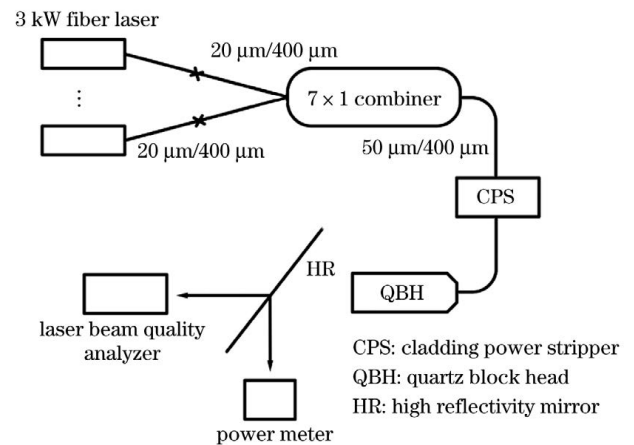 3 kW fiber laser
20 μm/400 μm
7 × 1 combiner
20 μm/400 μm
50 μm/400 μm
CPS
HR
QBH
laser beam quality
analyzer
power meter
CPS: cladding power stripper
QBH: quartz block head
HR: high reflectivity mirror